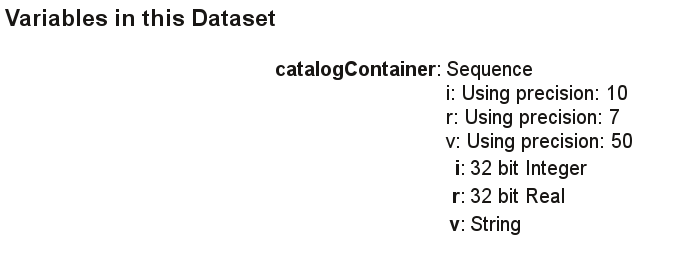 Variables in this Dataset
catalogContainer: Sequence
i: Using precision: 10
r: Using precision: 7
v: Using precision: 50
i: 32 bit Integer
r: 32 bit Real
v: String